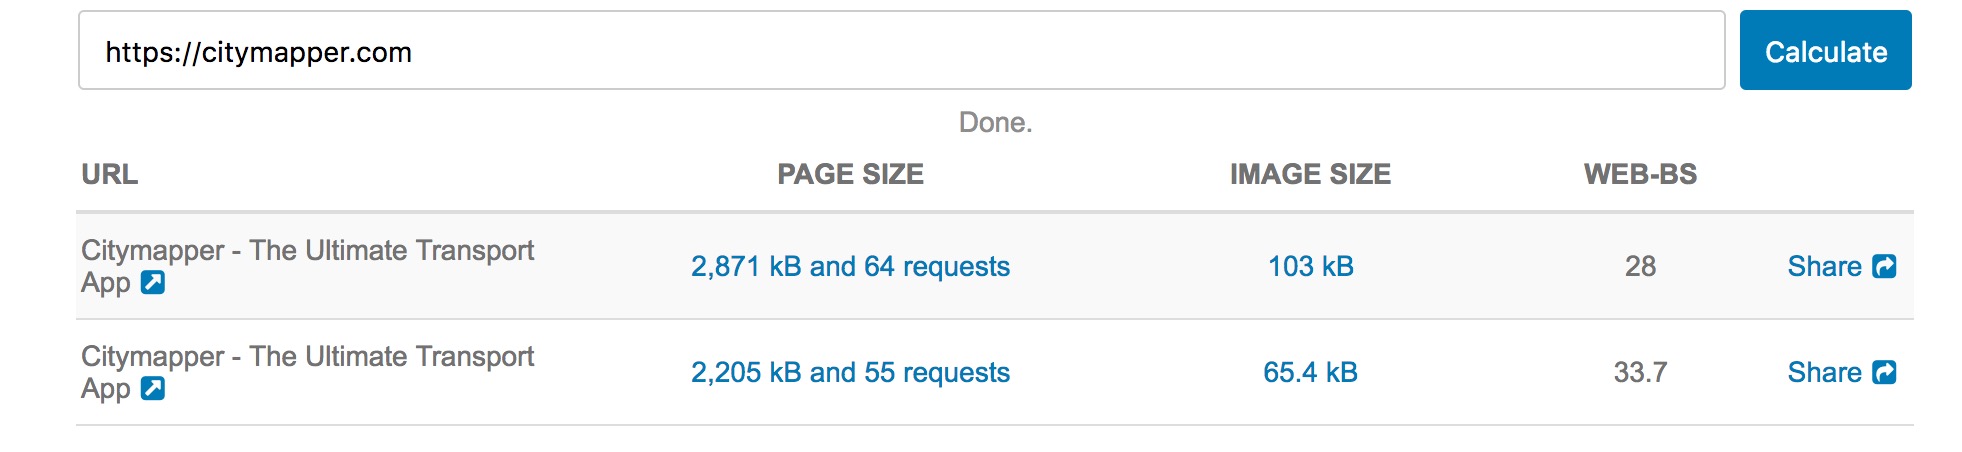 https://citymapper.com Calculate
Done.
URL PAGE SIZE IMAGE SIZE WEB-BS
Citymapper - The Ultimate Transport
App 2,871 kB and 64 requests 103 kB 28 Share
Citymapper - The Ultimate Transport
App 2,205 kB and 55 requests 65.4 kB 33.7 Share